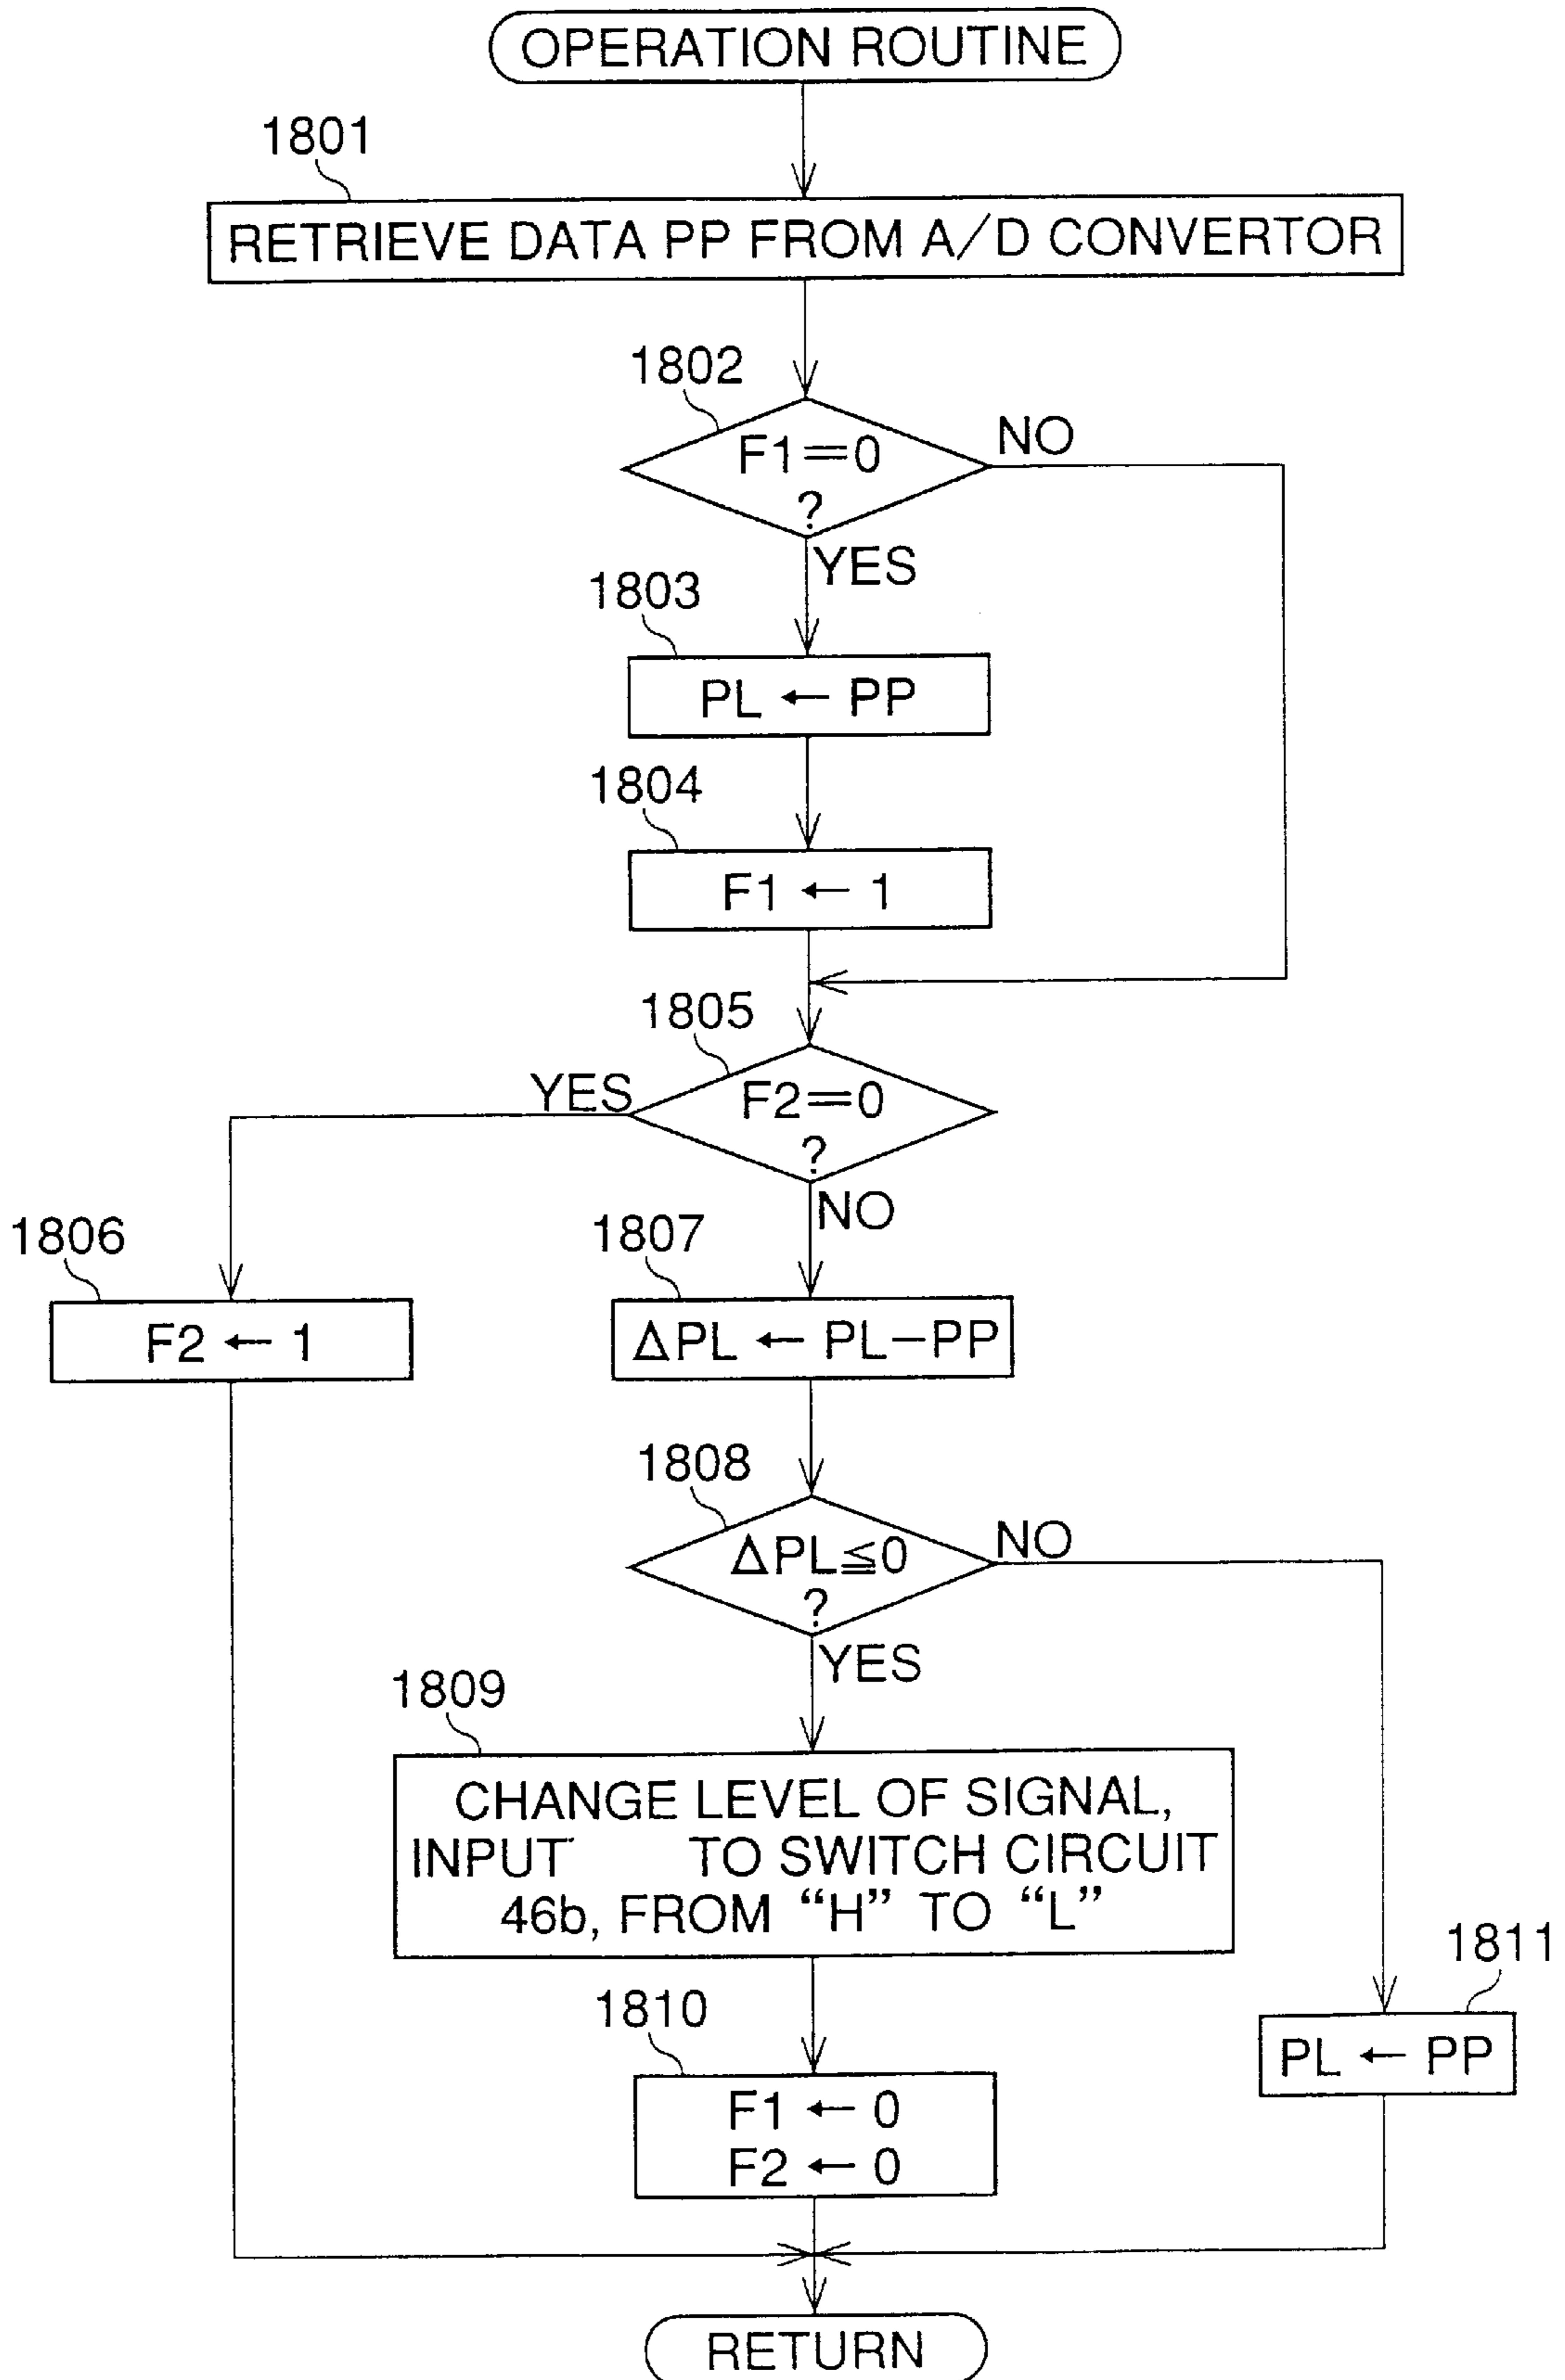 OPERATION ROUTINE
1801
RETRIEVE DATA PP FROM A/D CONVERTOR
1802
F1=0
?
NO
YES
1803
PL ← PP
1804
F1 ← 1
1805
F2=0
?
YES
NO
1806
F2 ← 1
1807
ΔPL ← PL−PP
1808
ΔPL≦0
?
NO
YES
1809
CHANGE LEVEL OF SIGNAL,
INPUT TO SWITCH CIRCUIT
46b, FROM “H” TO “L”
1810
F1 ← 0
F2 ← 0
1811
PL ← PP
RETURN